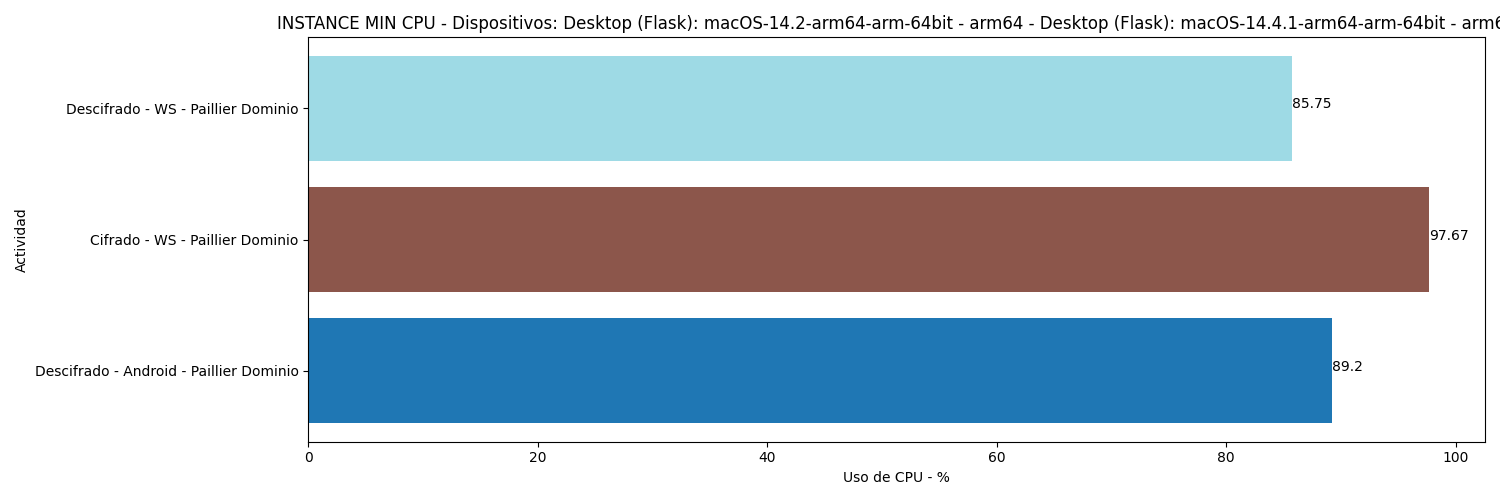 INSTANCE MIN CPU - Dispositivos: Desktop (Flask): macOS-14.2-arm64-arm-64bit - arm64 - Desktop (Flask): macOS-14.4.1-arm64-arm-64bit - arm6
Actividad
Descifrado - WS - Paillier Dominio
85.75
Cifrado - WS - Paillier Dominio
97.67
Descifrado - Android - Paillier Dominio
89.2
0 20 40 60 80 100
Uso de CPU - %